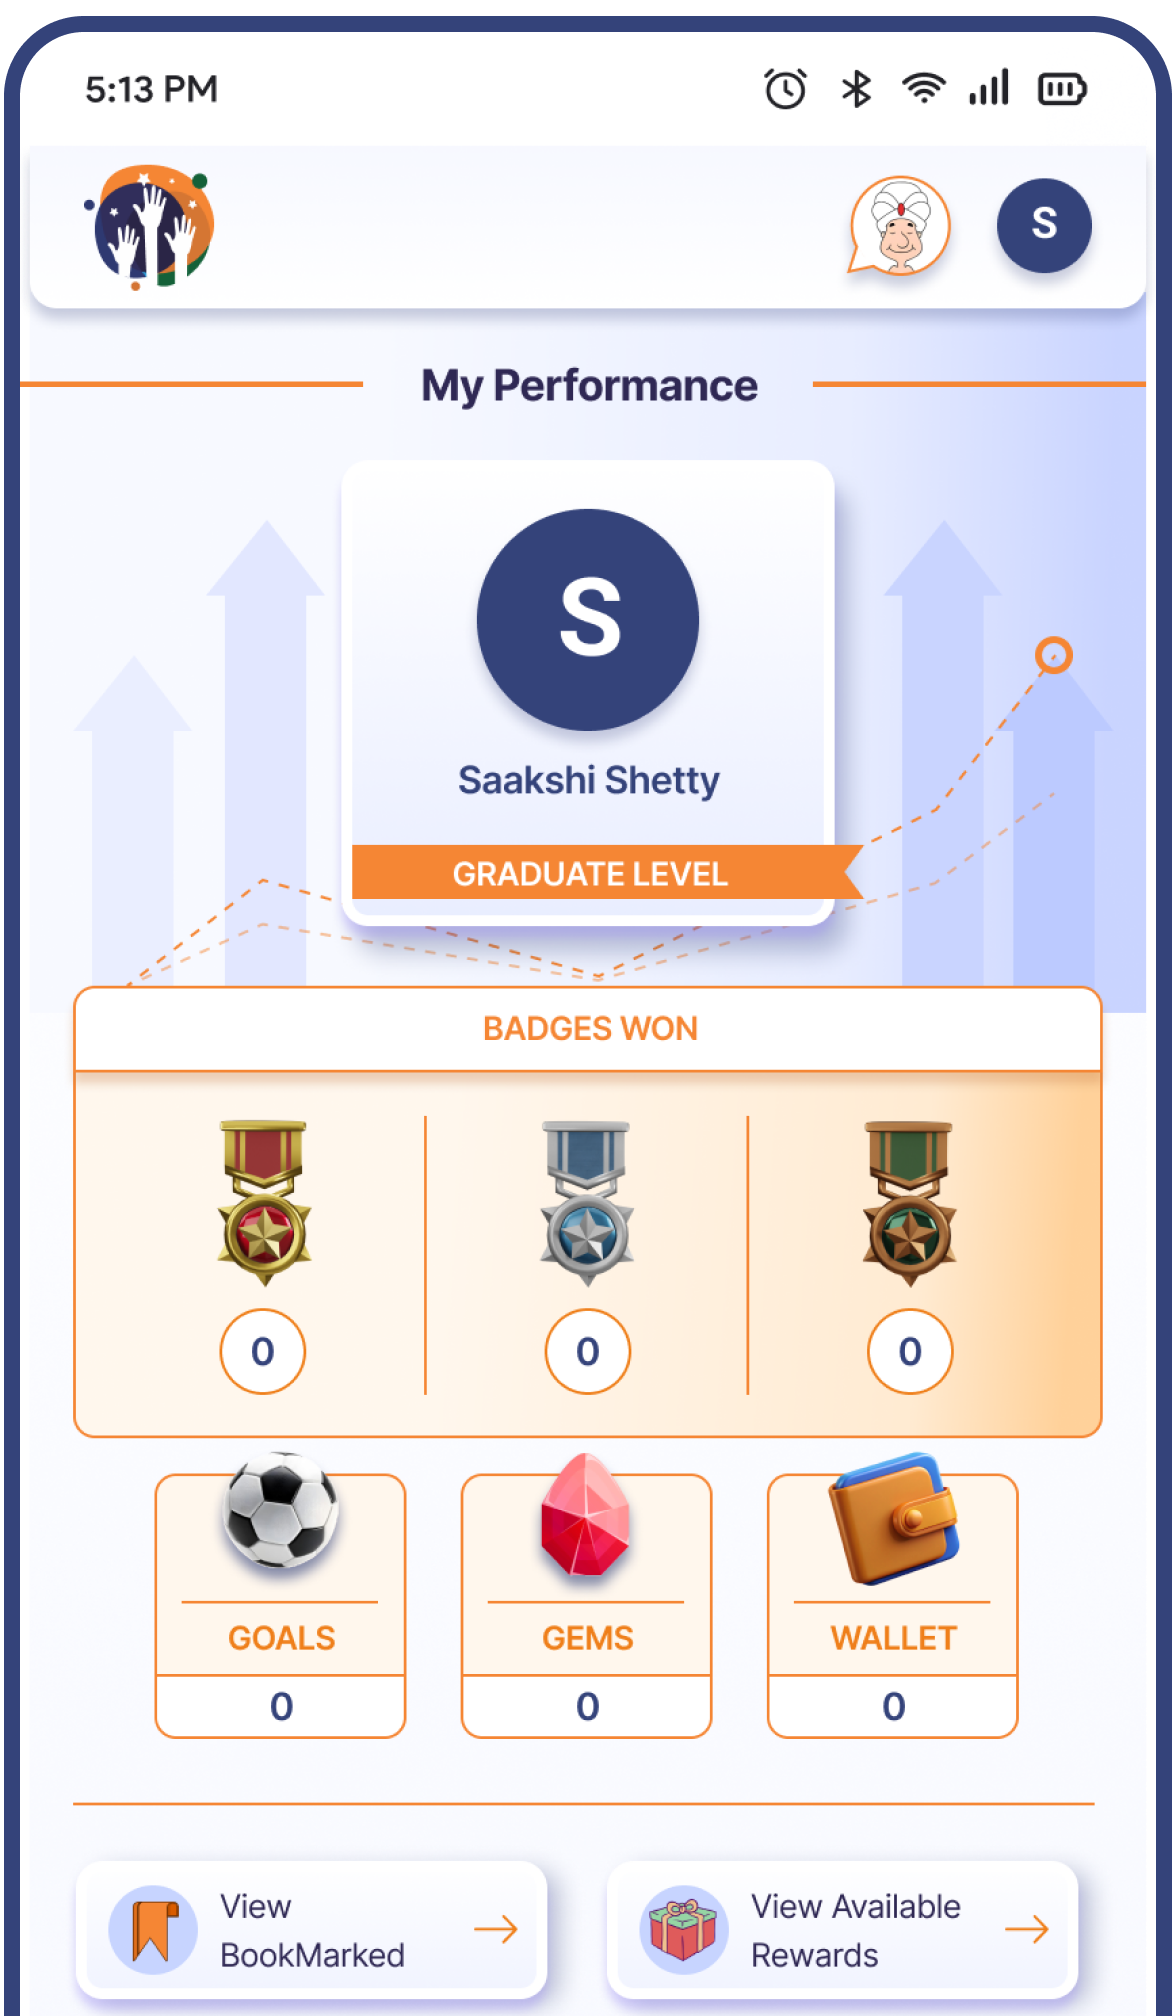 5:13 PM
S
My Performance
S
Saakshi Shetty
GRADUATE LEVEL
BADGES WON
0 0 0
GOALS GEMS WALLET
0 0 0
View
BookMarked
View Available
Rewards